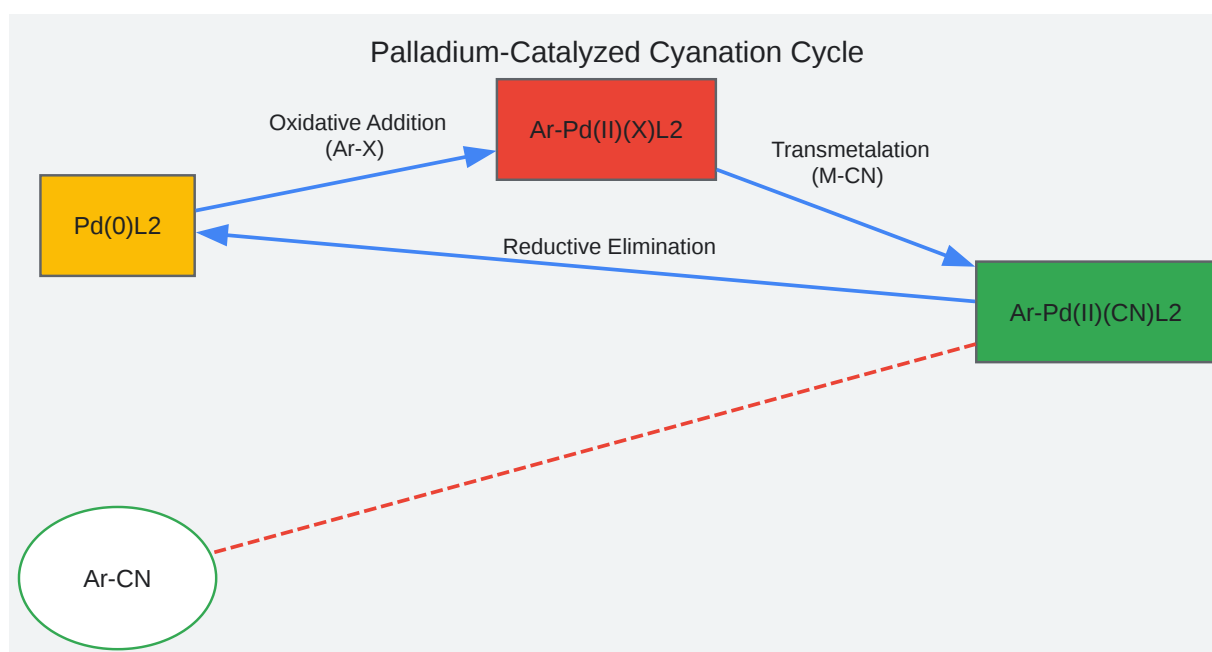 Palladium-Catalyzed Cyanation Cycle
Oxidative Addition
(Ar-X)
Ar-Pd(II)(X)L2
Transmetalation
(M-CN)
Pd(0)L2
Reductive Elimination
Ar-Pd(II)(CN)L2
Ar-CN